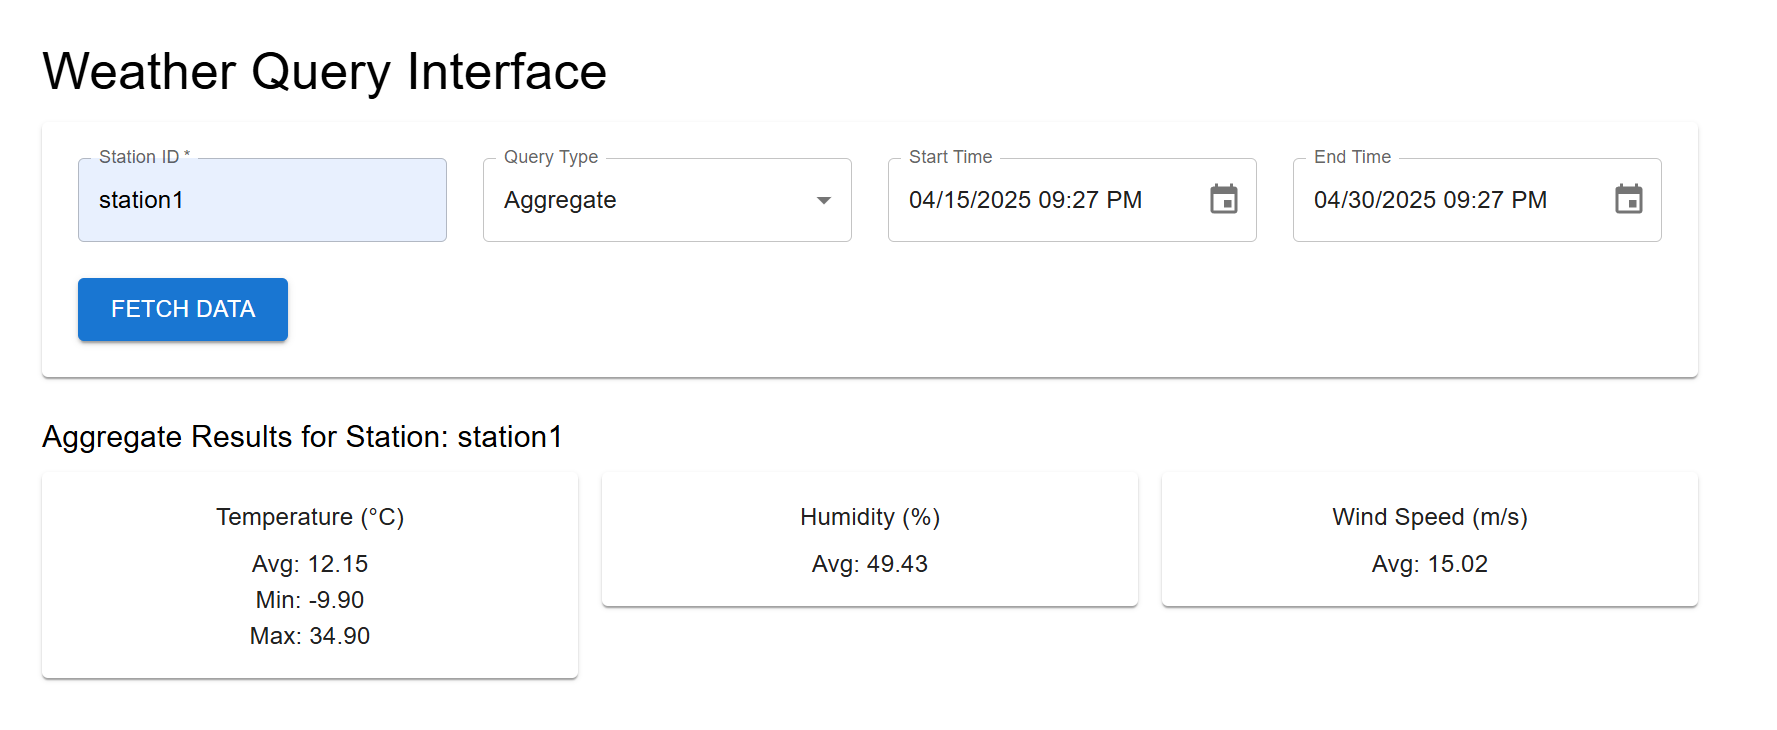 Weather Query Interface
Station ID *
station1
Query Type
Aggregate
Start Time
04/15/2025 09:27 PM
End Time
04/30/2025 09:27 PM
FETCH DATA
Aggregate Results for Station: station1
Temperature (°C)
Avg: 12.15
Min: -9.90
Max: 34.90
Humidity (%)
Avg: 49.43
Wind Speed (m/s)
Avg: 15.02